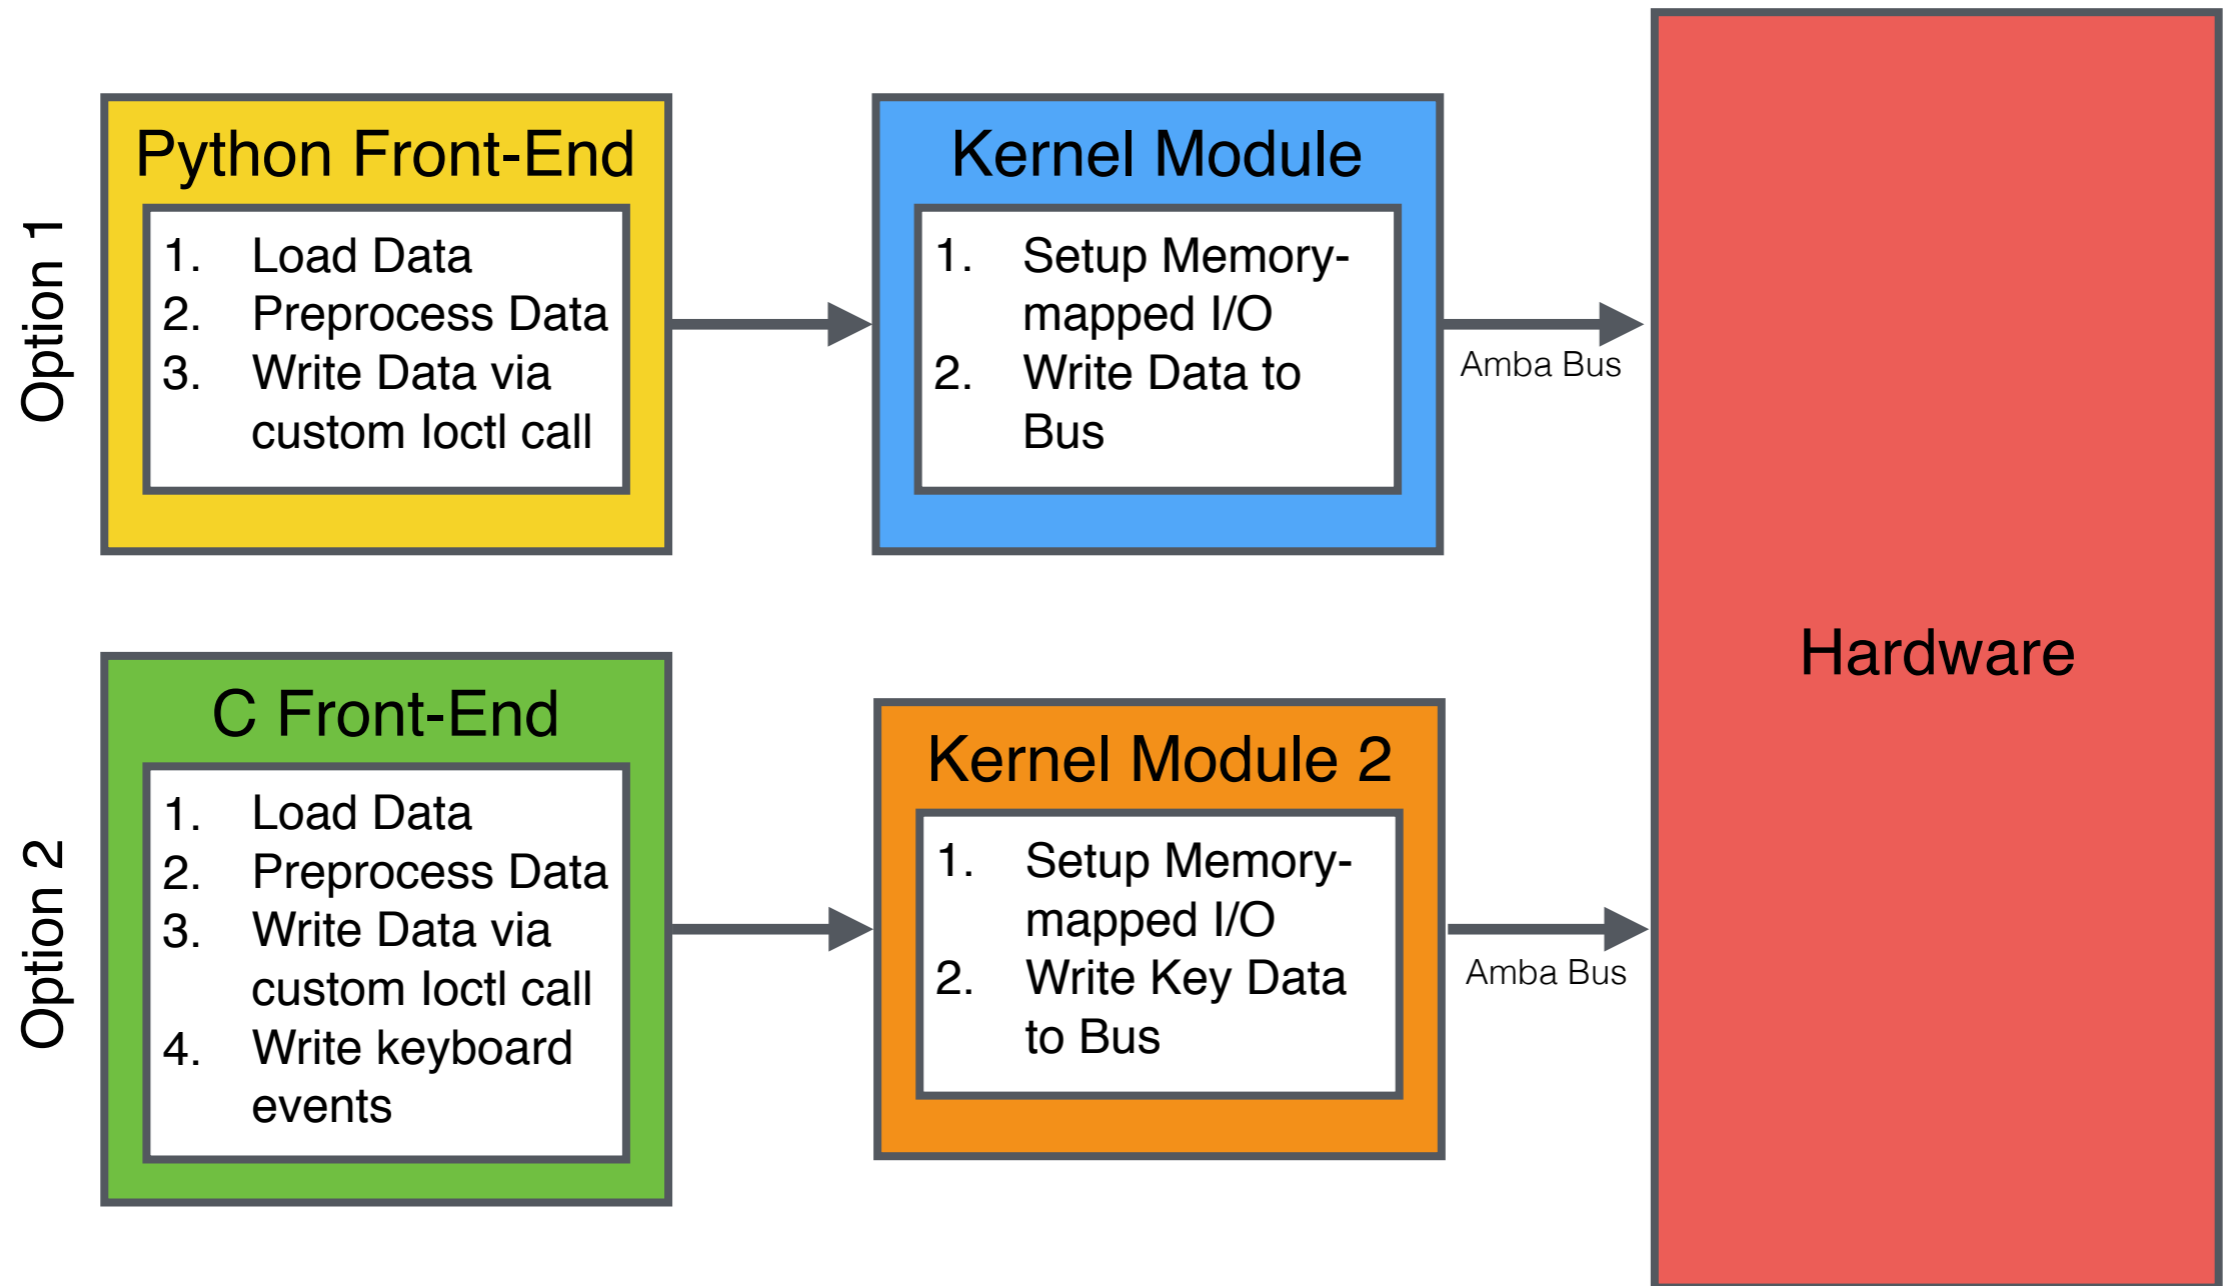 Option 1
Python Front-End
1. Load Data
2. Preprocess Data
3. Write Data via
custom Ioctl call
Kernel Module
1. Setup Memory-
mapped I/O
2. Write Data to
Bus
Amba Bus
Hardware
Option 2
C Front-End
1. Load Data
2. Preprocess Data
3. Write Data via
custom Ioctl call
4. Write keyboard
events
Kernel Module 2
1. Setup Memory-
mapped I/O
2. Write Key Data
to Bus
Amba Bus